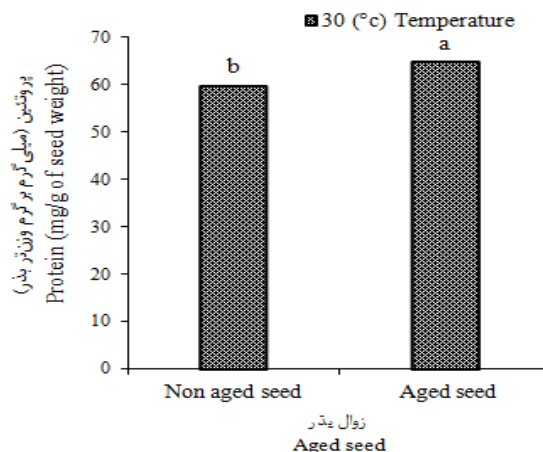 30 (°c) Temperature
70
60
50
40
30
20
10
0
b
a
پروتئین (میلی گرم بر گرم وزن‌تر بذر)
Protein (mg/g of seed weight)
Non aged seed
Aged seed
زوال بذر
Aged seed